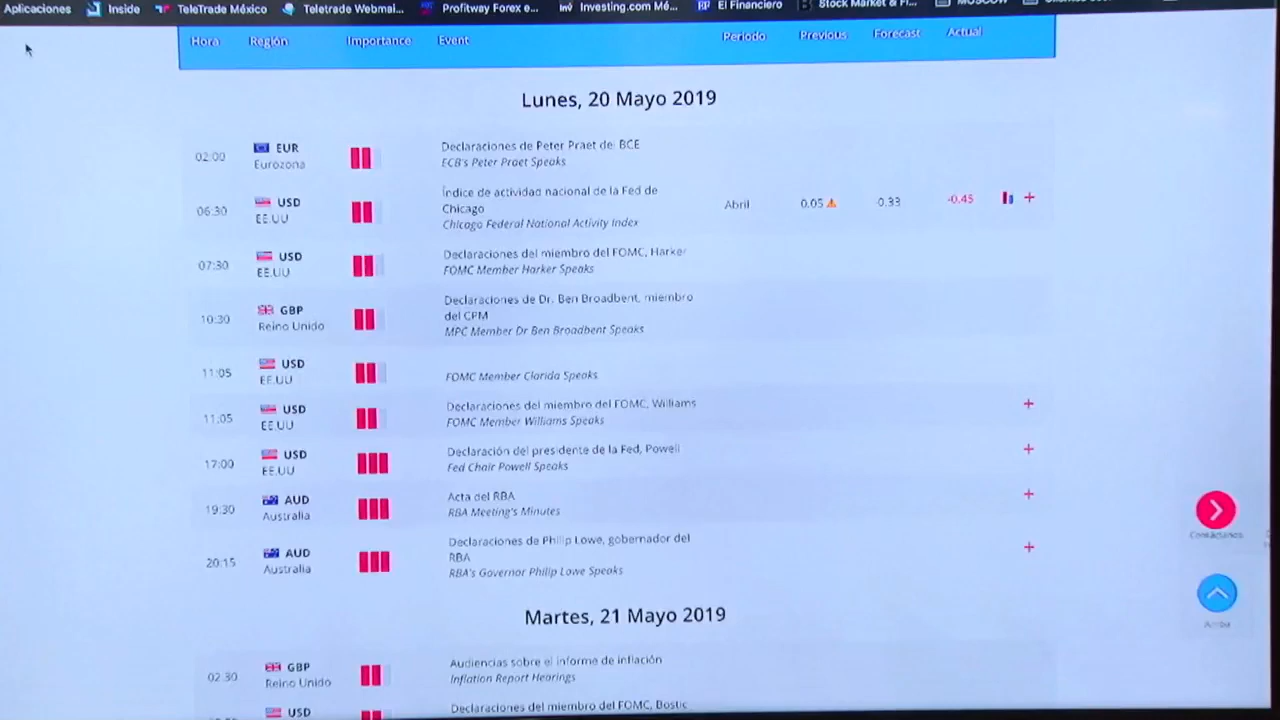 Aplicaciones Inside TeleTrade México Teletrade Webmai... Profitway Forex e... Investing.com Mé... El Financiero Stock Market & Fi... MOSCOW
Hora Región Importance Event Periodo Previous Forecast Actual
Lunes, 20 Mayo 2019
02:00 EUR Eurozona Declaraciones de Peter Praet de BCE
ECB's Peter Praet Speaks
06:30 USD EE.UU Índice de actividad nacional de la Fed de
Chicago Abril 0.05 0.33 -0.45 +
Chicago Federal National Activity Index
07:30 USD EE.UU Declaraciones del miembro del FOMC, Harker
FOMC Member Harker Speaks
10:30 GBP Reino Unido Declaraciones de Dr. Ben Broadbent, miembro
del CPM
MPC Member Dr Ben Broadbent Speaks
11:05 USD EE.UU FOMC Member Clarida Speaks
11:05 USD EE.UU Declaraciones del miembro del FOMC, Williams +
FOMC Member Williams Speaks
17:00 USD EE.UU Declaración del presidente de la Fed, Powell +
Fed Chair Powell Speaks
19:30 AUD Australia Acta del RBA +
RBA Meeting's Minutes
20:15 AUD Australia Declaraciones de Philip Lowe, gobernador del +
RBA
RBA's Governor Philip Lowe Speaks
Contáctanos
Arriba
Martes, 21 Mayo 2019
02:30 GBP Reino Unido Audiencias sobre el informe de inflación
Inflation Report Hearings
USD Declaraciones del miembro del FOMC, Bostic